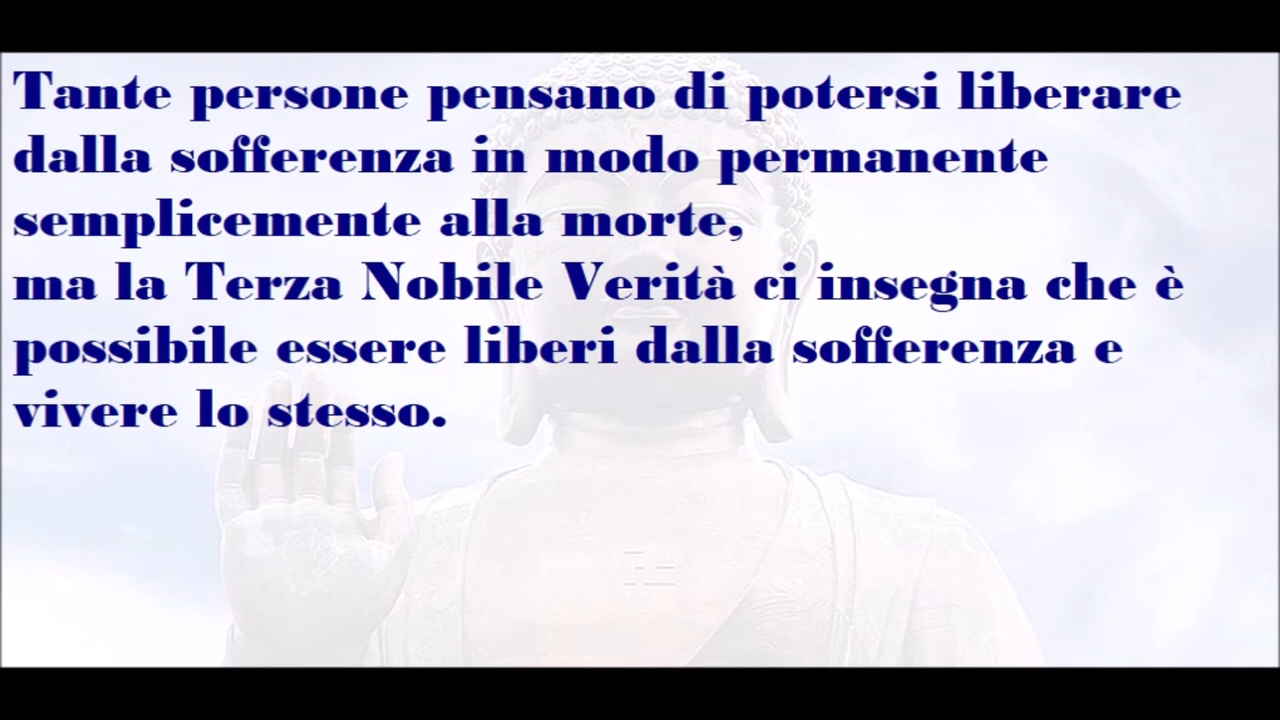 Tante persone pensano di potersi liberare
dalla sofferenza in modo permanente
semplicemente alla morte,
ma la Terza Nobile Verità ci insegna che è
possibile essere liberi dalla sofferenza e
vivere lo stesso.